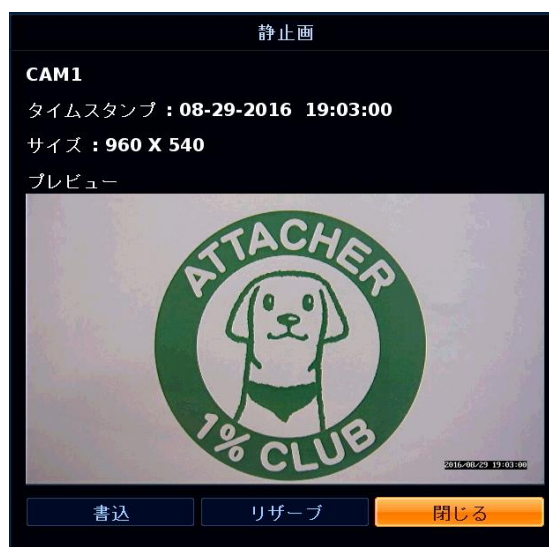 静止画
CAM1
タイムスタンプ : 08-29-2016 19:03:00
サイズ : 960 X 540
プレビュー
ATTACHER
1% CLUB
2016/08/29 19:03:00
書込
リザーブ
閉じる